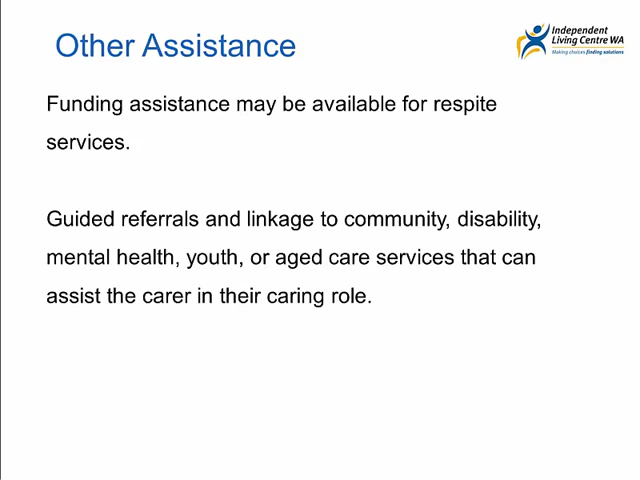 Other Assistance
Independent
Living Centre WA
Making choices finding solutions
Funding assistance may be available for respite
services.
Guided referrals and linkage to community, disability,
mental health, youth, or aged care services that can
assist the carer in their caring role.